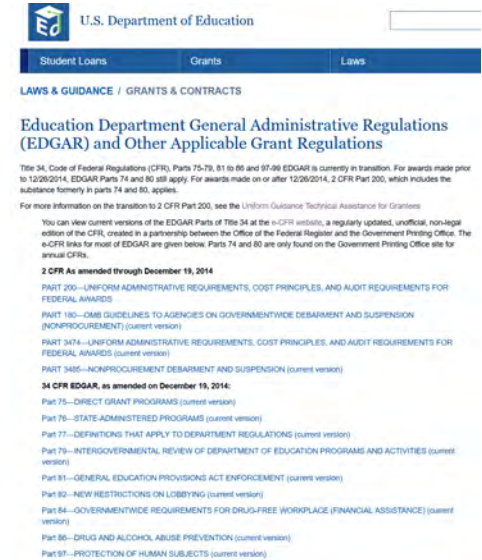 Ed
U.S. Department of Education
Student Loans Grants Laws
LAWS & GUIDANCE / GRANTS & CONTRACTS
Education Department General Administrative Regulations
(EDGAR) and Other Applicable Grant Regulations
Title 34, Code of Federal Regulations (CFR), Parts 75-79, 81 to 86 and 97-99 EDGAR is currently in transition. For awards made prior
to 12/26/2014, EDGAR Parts 74 and 80 still apply. For awards made on or after 12/26/2014, 2 CFR Part 200, which includes the
substance formerly in parts 74 and 80, applies.
For more information on the transition to 2 CFR Part 200, see the Uniform Guidance Technical Assistance for Grantees
You can view current versions of the EDGAR Parts of Title 34 at the e-CFR website, a regularly updated, unofficial, non-legal
edition of the CFR, created in a partnership between the Office of the Federal Register and the Government Printing Office. The
e-CFR links for most of EDGAR are given below. Parts 74 and 80 are only found on the Government Printing Office site for
annual CFRs.
2 CFR As amended through December 19, 2014
PART 200—UNIFORM ADMINISTRATIVE REQUIREMENTS, COST PRINCIPLES, AND AUDIT REQUIREMENTS FOR
FEDERAL AWARDS
PART 180—OMB GUIDELINES TO AGENCIES ON GOVERNMENTWIDE DEBARMENT AND SUSPENSION
(NONPROCUREMENT) (current version)
PART 3474—UNIFORM ADMINISTRATIVE REQUIREMENTS, COST PRINCIPLES, AND AUDIT REQUIREMENTS FOR
FEDERAL AWARDS (current version)
PART 3485—NONPROCUREMENT DEBARMENT AND SUSPENSION (current version)
34 CFR EDGAR, as amended on December 19, 2014:
Part 75—DIRECT GRANT PROGRAMS (current version)
Part 76—STATE-ADMINISTERED PROGRAMS (current version)
Part 77—DEFINITIONS THAT APPLY TO DEPARTMENT REGULATIONS (current version)
Part 79—INTERGOVERNMENTAL REVIEW OF DEPARTMENT OF EDUCATION PROGRAMS AND ACTIVITIES (current
version)
Part 81—GENERAL EDUCATION PROVISIONS ACT ENFORCEMENT (current version)
Part 82—NEW RESTRICTIONS ON LOBBYING (current version)
Part 84—GOVERNMENTWIDE REQUIREMENTS FOR DRUG-FREE WORKPLACE (FINANCIAL ASSISTANCE) (current
version)
Part 86—DRUG AND ALCOHOL ABUSE PREVENTION (current version)
Part 97—PROTECTION OF HUMAN SUBJECTS (current version)